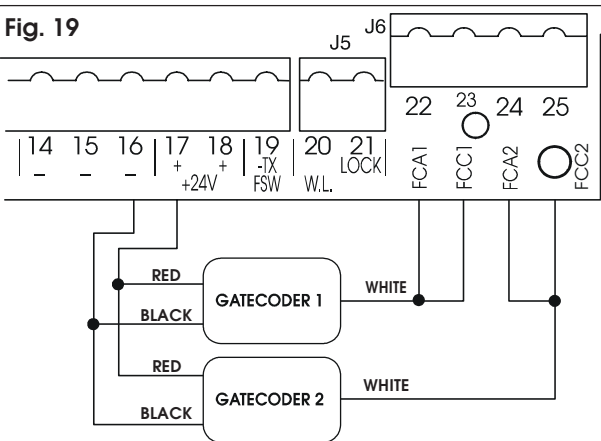 Fig. 19
J5
J6
22 23 24 25
14 15 16 17 18 19 20 21
− − − + + -TX LOCK
+24V FSW W.L.
FCA1 FCC1 FCA2 FCC2
RED
GATECODER 1
WHITE
BLACK
RED
GATECODER 2
WHITE
BLACK